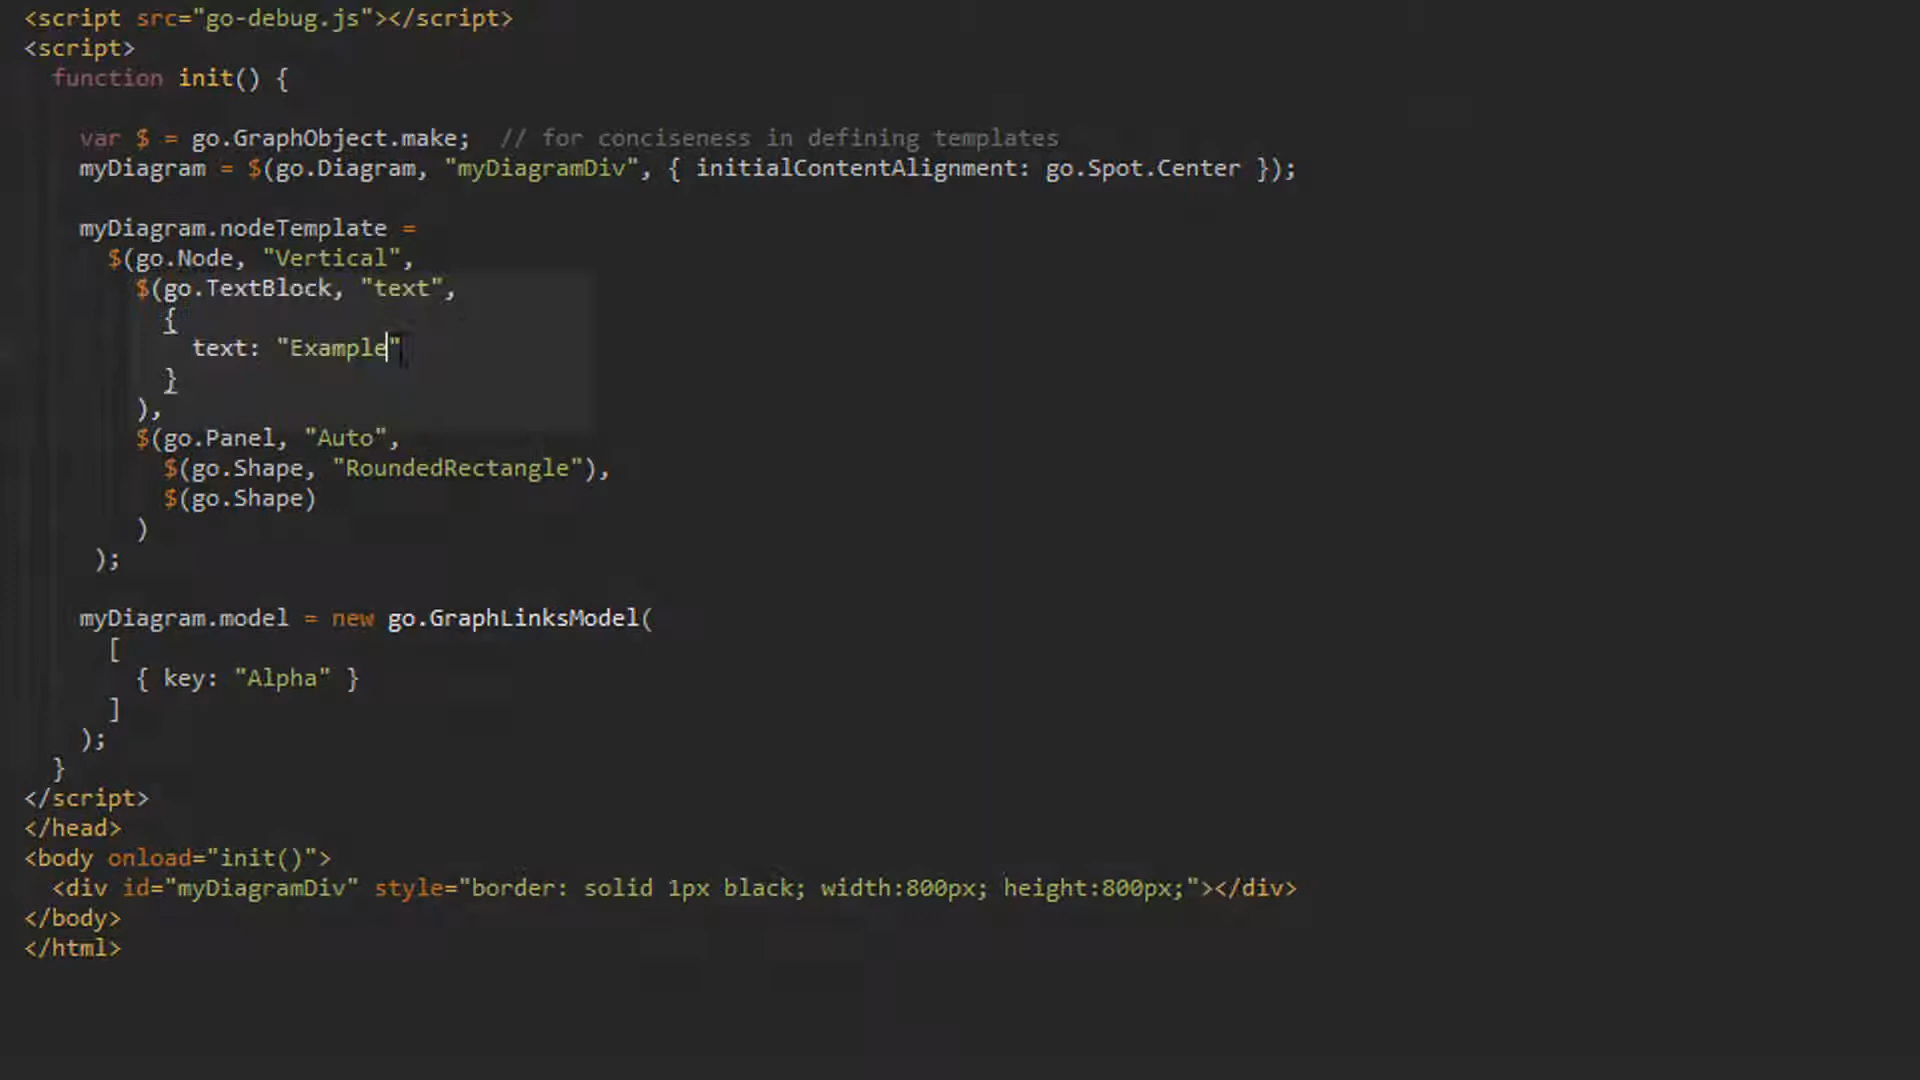 <script src="go-debug.js"></script>
<script>
function init() {
var $ = go.GraphObject.make;  // for conciseness in defining templates
myDiagram = $(go.Diagram, "myDiagramDiv", { initialContentAlignment: go.Spot.Center });
myDiagram.nodeTemplate =
$(go.Node, "Vertical",
$(go.TextBlock, "text",
{
text: "Example"
}
),
$(go.Panel, "Auto",
$(go.Shape, "RoundedRectangle"),
$(go.Shape)
)
);
myDiagram.model = new go.GraphLinksModel(
[
{ key: "Alpha" }
]
);
}
</script>
</head>
<body onload="init()">
<div id="myDiagramDiv" style="border: solid 1px black; width:800px; height:800px;"></div>
</body>
</html>